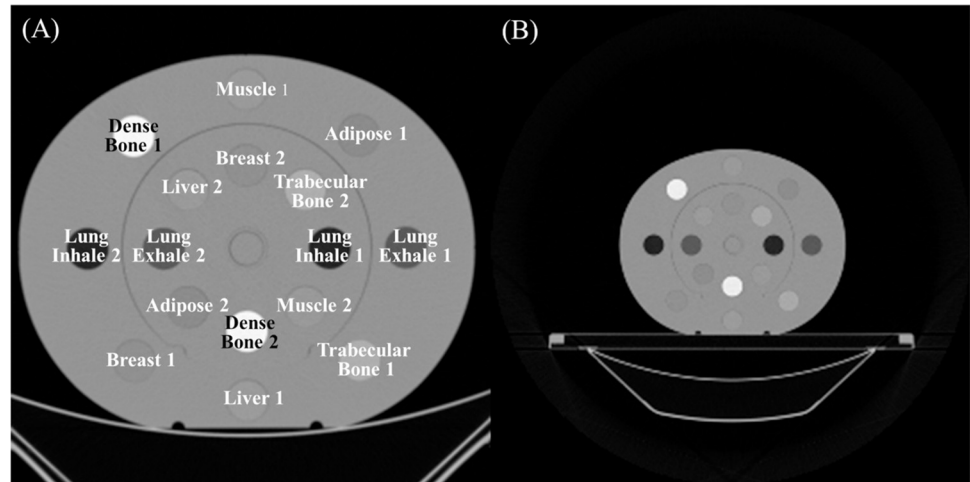 (A)
(B)
Muscle 1
Dense
Bone 1
Adipose 1
Breast 2
Liver 2
Trabecular
Bone 2
Lung
Inhale 2
Lung
Exhale 2
Lung
Inhale 1
Lung
Exhale 1
Adipose 2
Muscle 2
Dense
Bone 2
Breast 1
Trabecular
Bone 1
Liver 1